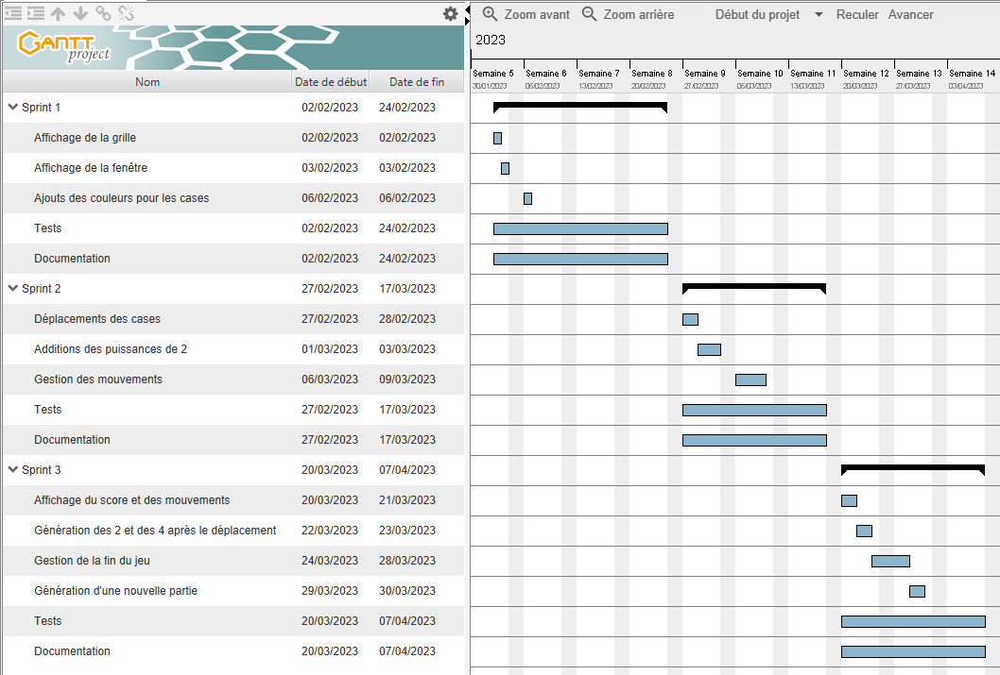 Zoom avant Zoom arrière Début du projet Reculer Avancer
GANTT project
2023
Nom Date de début Date de fin
Semaine 5 Semaine 6 Semaine 7 Semaine 8 Semaine 9 Semaine 10 Semaine 11 Semaine 12 Semaine 13 Semaine 14
30/01/2023 06/02/2023 13/02/2023 20/02/2023 27/02/2023 06/03/2023 13/03/2023 20/03/2023 27/03/2023 03/04/2023
Sprint 1 02/02/2023 24/02/2023
Affichage de la grille 02/02/2023 02/02/2023
Affichage de la fenêtre 03/02/2023 03/02/2023
Ajouts des couleurs pour les cases 06/02/2023 06/02/2023
Tests 02/02/2023 24/02/2023
Documentation 02/02/2023 24/02/2023
Sprint 2 27/02/2023 17/03/2023
Déplacements des cases 27/02/2023 28/02/2023
Additions des puissances de 2 01/03/2023 03/03/2023
Gestion des mouvements 06/03/2023 09/03/2023
Tests 27/02/2023 17/03/2023
Documentation 27/02/2023 17/03/2023
Sprint 3 20/03/2023 07/04/2023
Affichage du score et des mouvements 20/03/2023 21/03/2023
Génération des 2 et des 4 après le déplacement 22/03/2023 23/03/2023
Gestion de la fin du jeu 24/03/2023 28/03/2023
Génération d'une nouvelle partie 29/03/2023 30/03/2023
Tests 20/03/2023 07/04/2023
Documentation 20/03/2023 07/04/2023